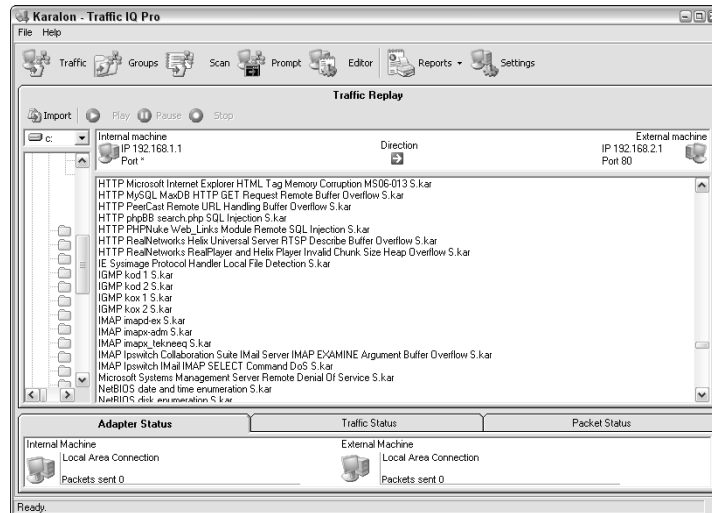 Karalon - Traffic IQ Pro
File Help
Traffic Groups Scan Prompt Editor Reports Settings
Traffic Replay
Import Play Pause Stop
c:
Internal machine
IP 192.168.1.1
Port *
Direction
External machine
IP 192.168.2.1
Port 80
HTTP Microsoft Internet Explorer HTML Tag Memory Corruption MS06-013 S.kar
HTTP MySQL MaxDB HTTP GET Request Remote Buffer Overflow S.kar
HTTP PeerCast Remote URL Handling Buffer Overflow S.kar
HTTP phpBB search.php SQL Injection S.kar
HTTP PHPNuke Web_Links Module Remote SQL Injection S.kar
HTTP RealNetworks Helix Universal Server RTSP Describe Buffer Overflow S.kar
HTTP RealNetworks RealPlayer and Helix Player Invalid Chunk Size Heap Overflow S.kar
IE Sysimage Protocol Handler Local File Detection S.kar
IGMP kod 1 S.kar
IGMP kod 2 S.kar
IGMP kox 1 S.kar
IGMP kox 2 S.kar
IMAP imapd-ex S.kar
IMAP imapx-adm S.kar
IMAP imapx_tekneeq S.kar
IMAP Ipswitch Collaboration Suite IMail Server IMAP EXAMINE Argument Buffer Overflow S.kar
IMAP Ipswitch IMail IMAP SELECT Command DoS S.kar
Microsoft Systems Management Server Remote Denial Of Service S.kar
NetBIOS date and time enumeration S.kar
NetBIOS disk enumeration S.kar
Adapter Status Traffic Status Packet Status
Internal Machine
Local Area Connection
Packets sent 0
External Machine
Local Area Connection
Packets sent 0
Ready.